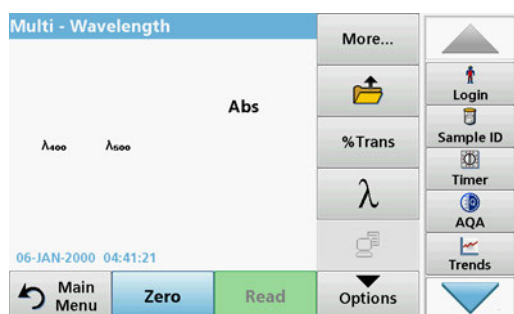 Multi - Wavelength
More...
Login
Abs
%Trans
Sample ID
λ400 λ500
Timer
λ
AQA
06-JAN-2000 04:41:21
Trends
Main Menu
Zero
Read
Options